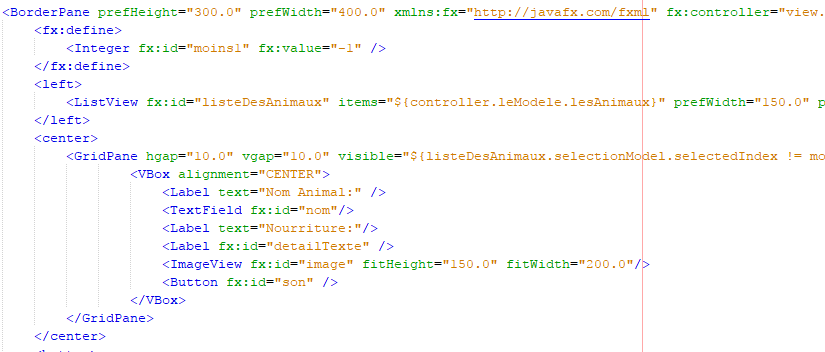 <BorderPane prefHeight="300.0" prefWidth="400.0" xmlns:fx="http://javafx.com/fxml" fx:controller="view.
<fx:define>
<Integer fx:id="moins1" fx:value="-1" />
</fx:define>
<left>
<ListView fx:id="listeDesAnimaux" items="${controller.leModele.lesAnimaux}" prefWidth="150.0" p
</left>
<center>
<GridPane hgap="10.0" vgap="10.0" visible="${listeDesAnimaux.selectionModel.selectedIndex != mo
<VBox alignment="CENTER">
<Label text="Nom Animal:" />
<TextField fx:id="nom"/>
<Label text="Nourriture:"/>
<Label fx:id="detailTexte" />
<ImageView fx:id="image" fitHeight="150.0" fitWidth="200.0"/>
<Button fx:id="son" />
</VBox>
</GridPane>
</center>